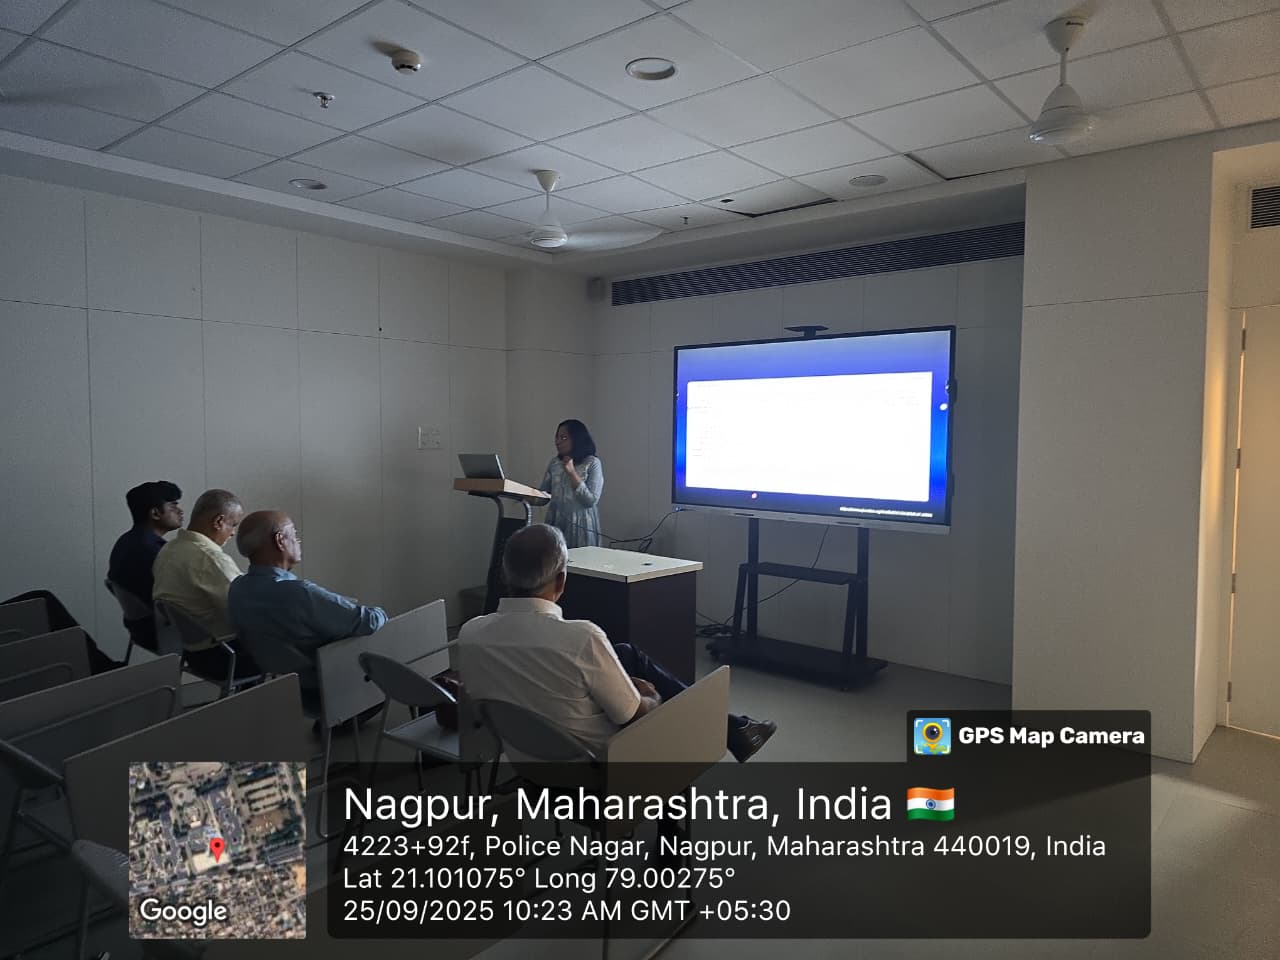 GPS Map Camera
Nagpur, Maharashtra, India
4223+92f, Police Nagar, Nagpur, Maharashtra 440019, India
Lat 21.101075° Long 79.00275°
25/09/2025 10:23 AM GMT +05:30
Google